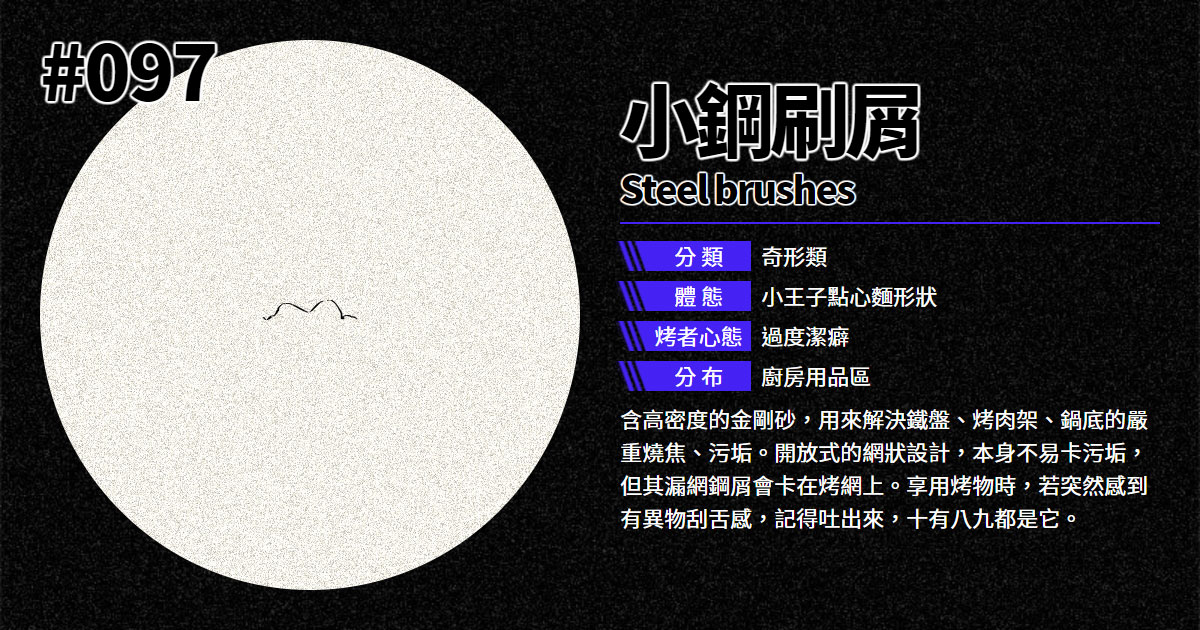 #097
小鋼刷屑
Steel brushes
分類 奇形類
體態 小王子點心麵形狀
烤者心態 過度潔癖
分布 廚房用品區
含高密度的金剛砂，用來解決鐵盤、烤肉架、鍋底的嚴
重燒焦、污垢。開放式的網狀設計，本身不易卡污垢，
但其漏網鋼屑會卡在烤網上。享用烤物時，若突然感到
有異物刮舌感，記得吐出來，十有八九都是它。